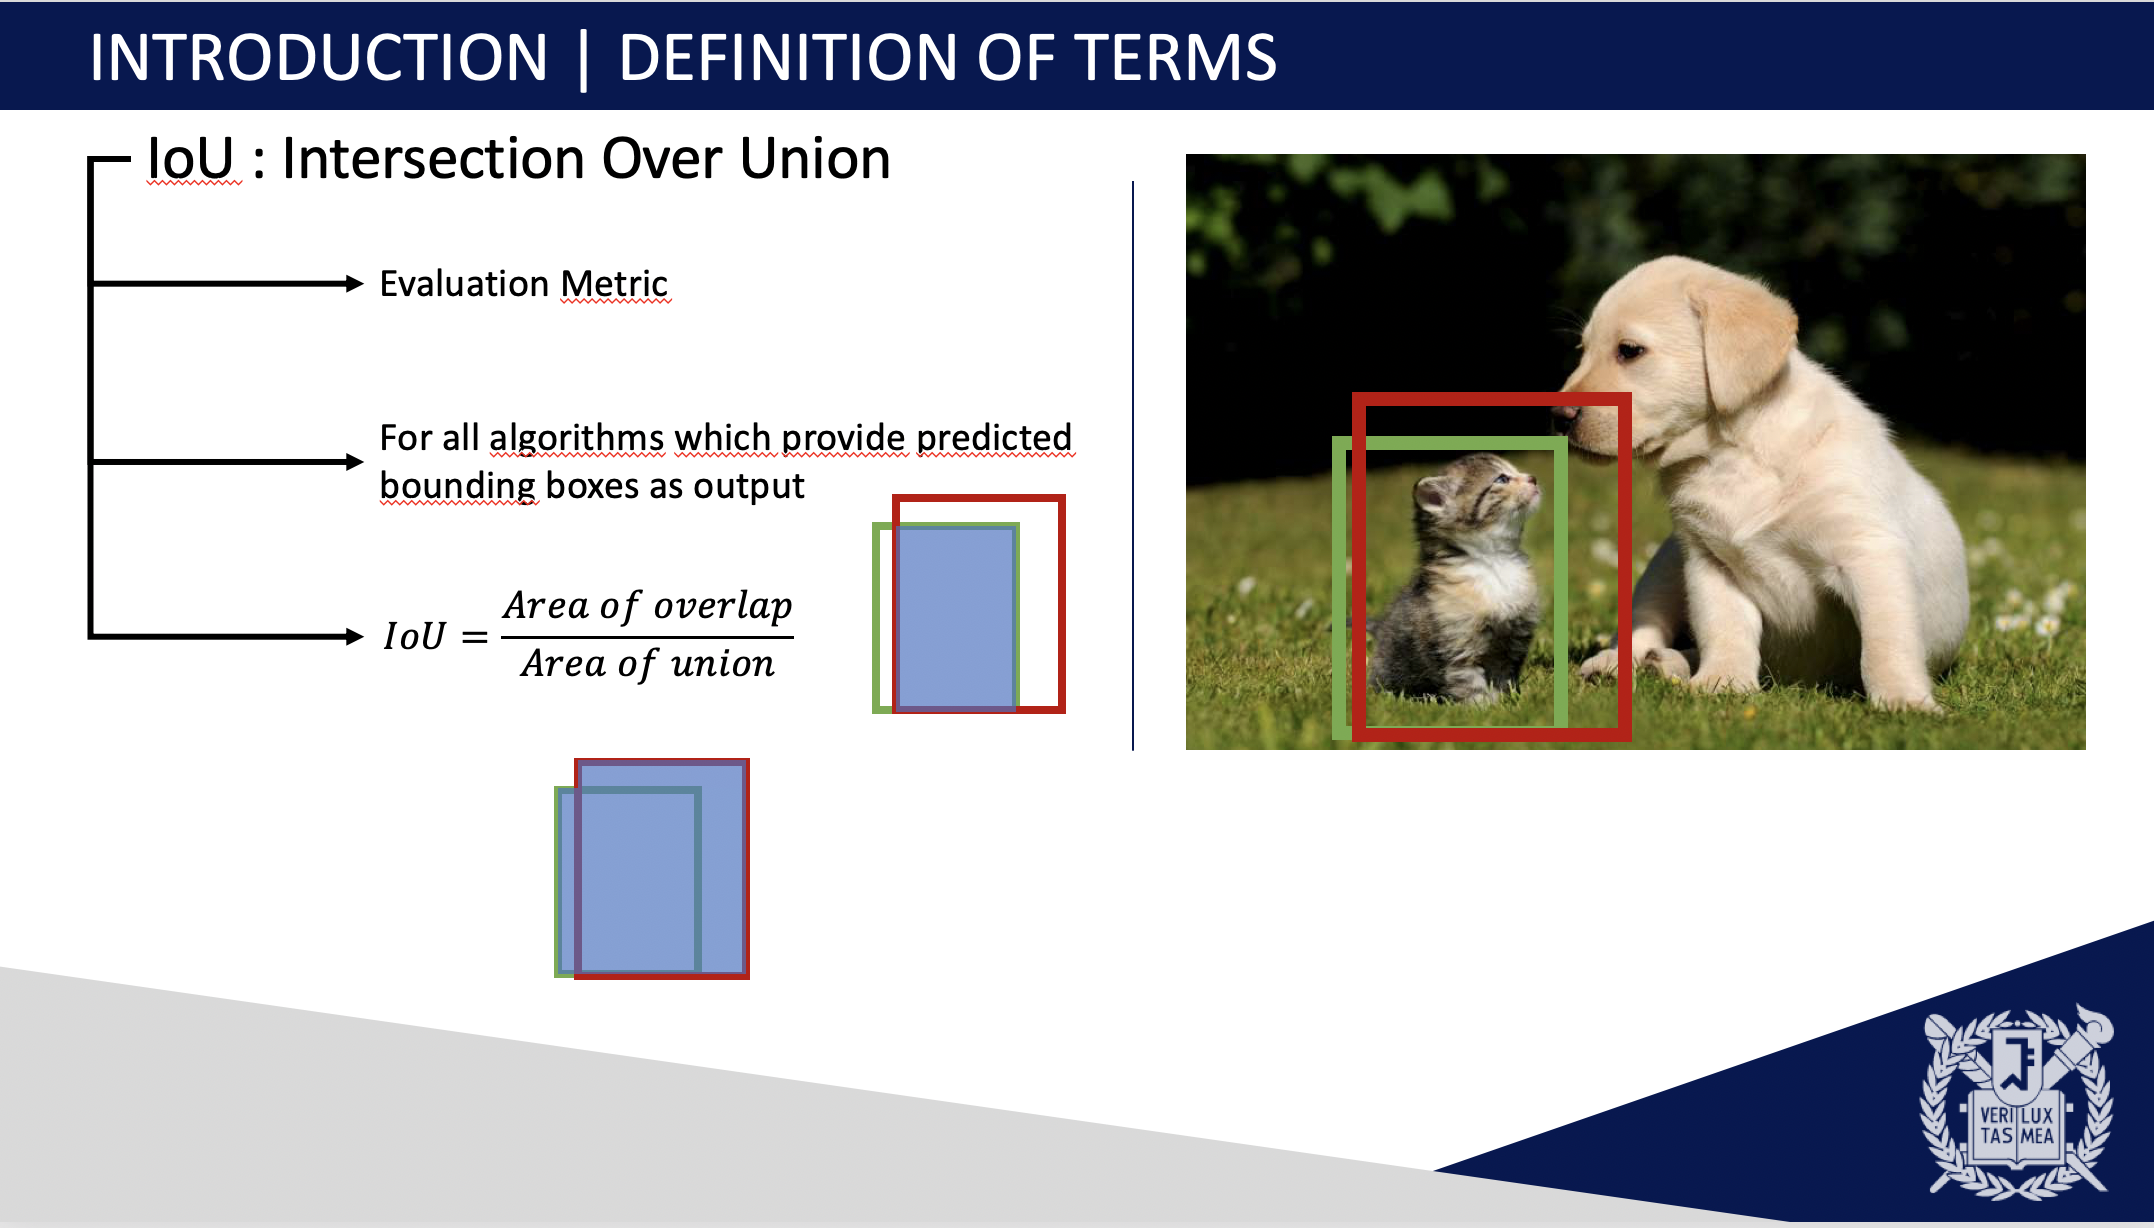 INTRODUCTION | DEFINITION OF TERMS
IoU : Intersection Over Union
Evaluation Metric
For all algorithms which provide predicted
bounding boxes as output
IoU = Area of overlap
Area of union
VERI LUX
TAS MEA